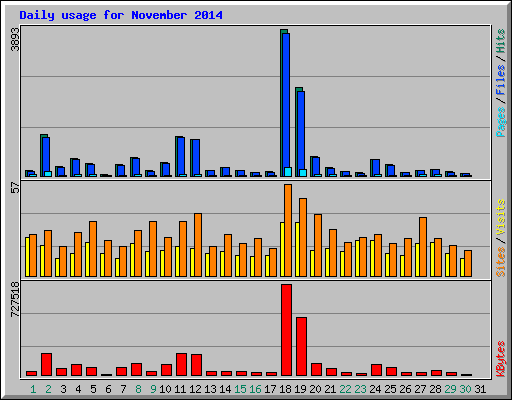 Daily usage for November 2014
3893
Pages / Files / Hits
57
Sites / Visits
727518
KBytes
1 2 3 4 5 6 7 8 9 10 11 12 13 14 15 16 17 18 19 20 21 22 23 24 25 26 27 28 29 30 31